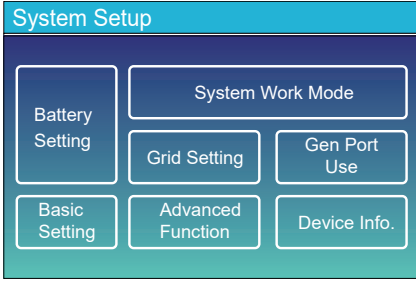 System Setup
Battery
Setting
System Work Mode
Grid Setting
Gen Port
Use
Basic
Setting
Advanced
Function
Device Info.